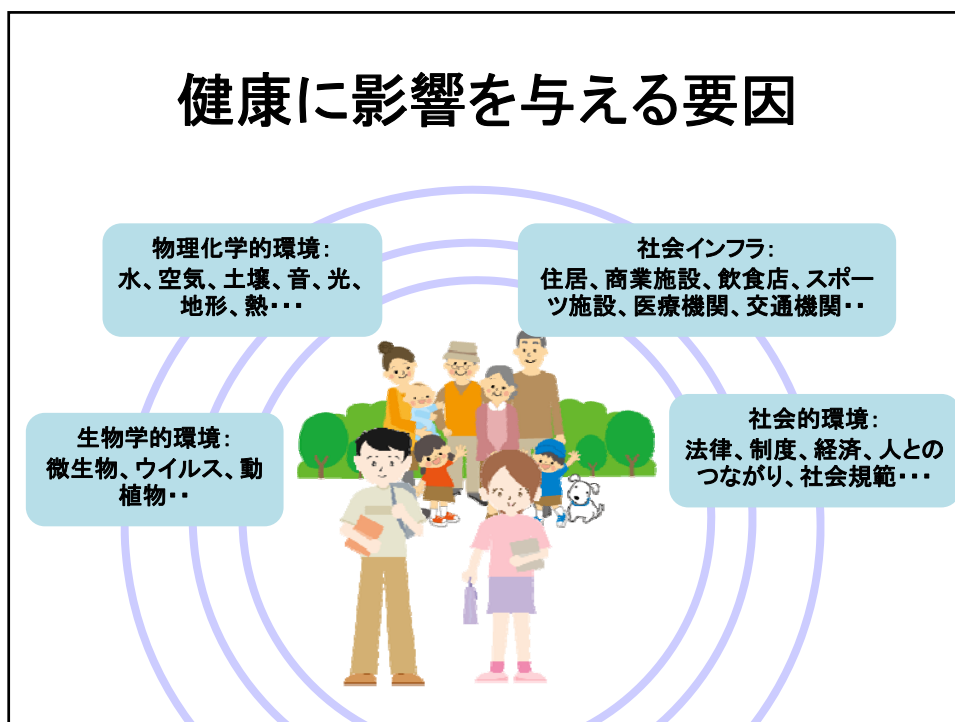 健康に影響を与える要因
物理化学的環境：
水、空気、土壌、音、光、
地形、熱・・・
社会インフラ：
住居、商業施設、飲食店、スポー
ツ施設、医療機関、交通機関・・
生物学的環境：
微生物、ウイルス、動
植物・・
社会的環境：
法律、制度、経済、人との
つながり、社会規範・・・